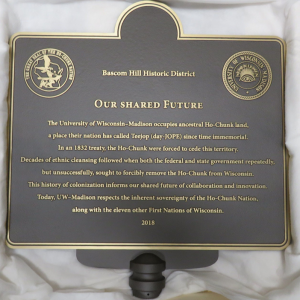 Bascom Hill Historic District
OUR SHARED FUTURE
The University of Wisconsin–Madison occupies ancestral Ho-Chunk land,
a place their nation has called Teejop (day-JOPE) since time immemorial.
In an 1832 treaty, the Ho-Chunk were forced to cede this territory.
Decades of ethnic cleansing followed when both the federal and state government repeatedly,
but unsuccessfully, sought to forcibly remove the Ho-Chunk from Wisconsin.
This history of colonization informs our shared future of collaboration and innovation.
Today, UW–Madison respects the inherent sovereignty of the Ho-Chunk Nation,
along with the eleven other First Nations of Wisconsin.
2018